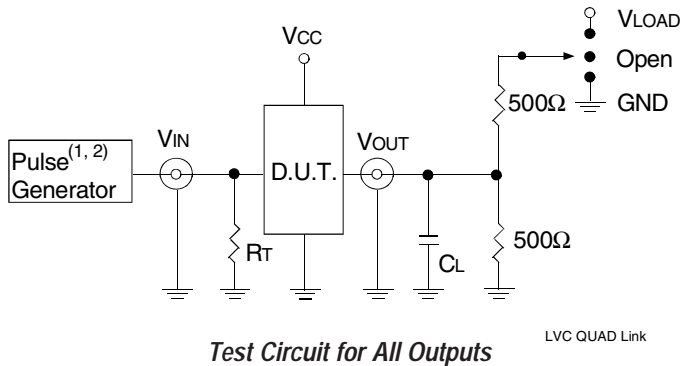 VLOAD
Open
GND
VCC
500Ω
Pulse(1, 2)
Generator
VIN
D.U.T.
VOUT
RT
CL
500Ω
Test Circuit for All Outputs
LVC QUAD Link